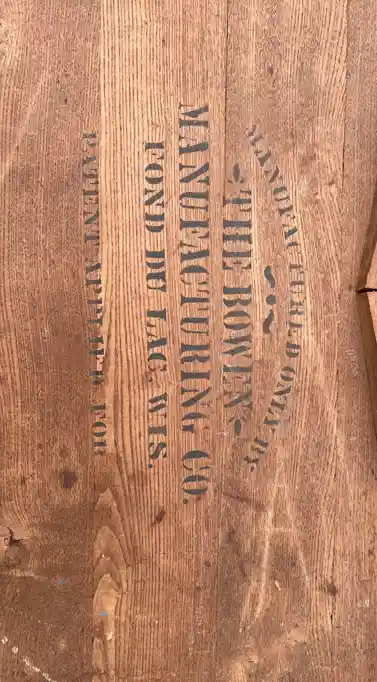 MANUFACTURED ONLY BY
THE BOWEN
MANUFACTURING CO.
FOND DU LAC, WIS.
PATENT APPLIED FOR